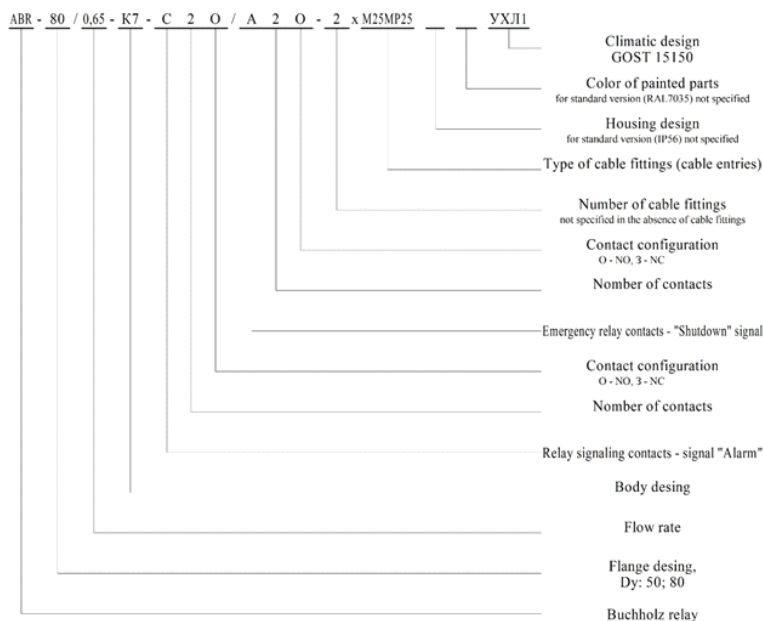 ABR - 80 / 0,65 - К7 - С 2 О / А 2 О - 2 x М25МР25 УХЛ1
Climatic design
GOST 15150
Color of painted parts
for standard version (RAL7035) not specified
Housing design
for standard version (IP56) not specified
Type of cable fittings (cable entries)
Number of cable fittings
not specified in the absence of cable fittings
Contact configuration
O - NO, З - NC
Nomber of contacts
Emergency relay contacts - "Shutdown" signal
Contact configuration
O - NO, З - NC
Nomber of contacts
Relay signaling contacts - signal "Alarm"
Body desing
Flow rate
Flange desing,
Dy: 50; 80
Buchholz relay